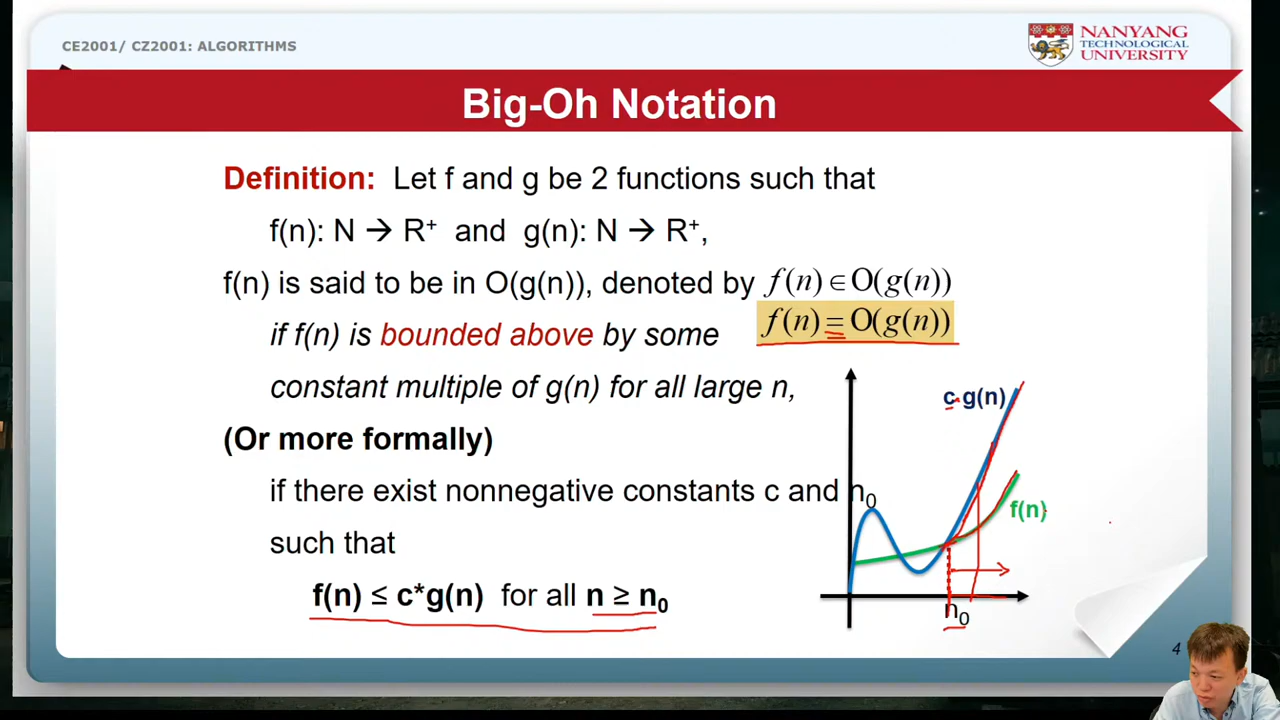 CE2001/ CZ2001: ALGORITHMS
NANYANG
TECHNOLOGICAL
UNIVERSITY
Big-Oh Notation
Definition: Let f and g be 2 functions such that
f(n): N → R⁺ and g(n): N → R⁺,
f(n) is said to be in O(g(n)), denoted by f(n) ∈ O(g(n))
f(n) = O(g(n))
if f(n) is bounded above by some
constant multiple of g(n) for all large n,
(Or more formally)
if there exist nonnegative constants c and n₀
such that
f(n) ≤ c*g(n) for all n ≥ n₀
c·g(n)
f(n)
n₀
4